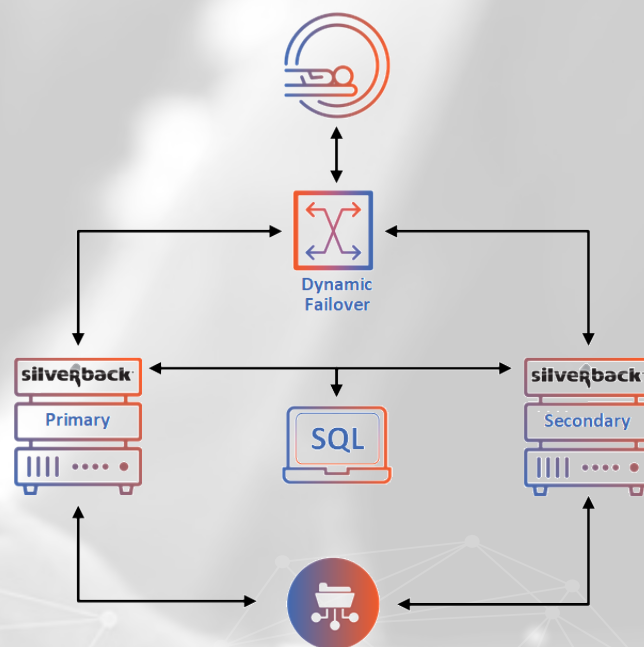 Dynamic
Failover
silverback
silverback
Primary
Secondary
SQL